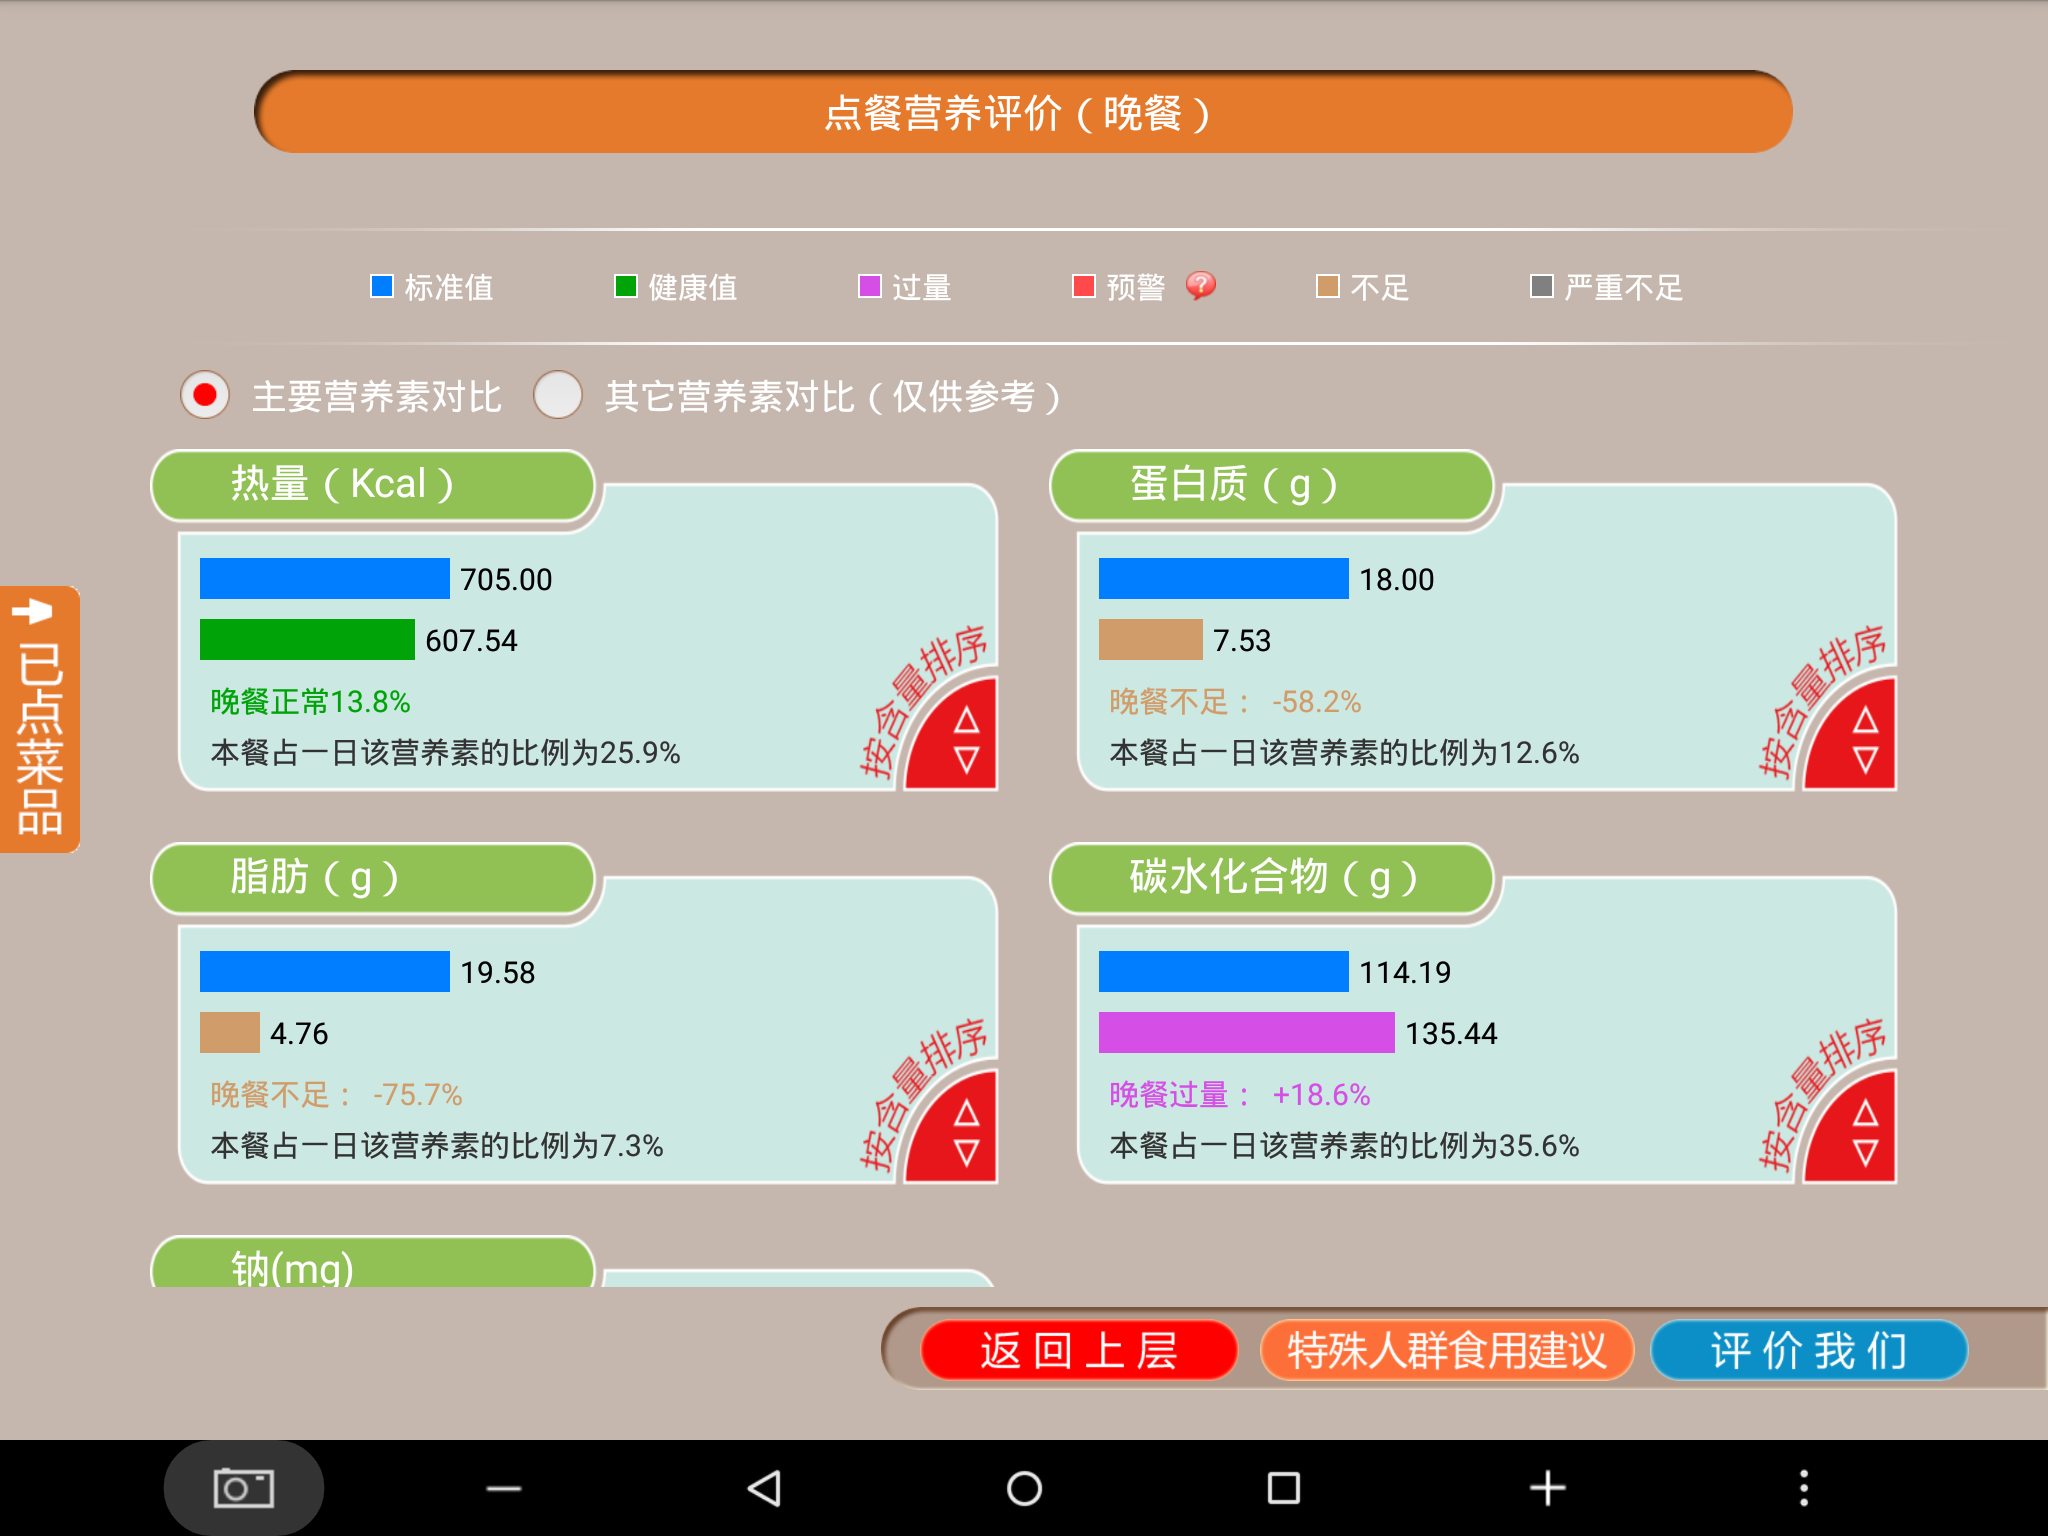 点餐营养评价（晚餐）
标准值 健康值 过量 预警 ? 不足 严重不足
主要营养素对比 其它营养素对比（仅供参考）
热量（Kcal）
705.00
607.54
晚餐正常13.8%
本餐占一日该营养素的比例为25.9%
按含量排序
蛋白质（g）
18.00
7.53
晚餐不足： -58.2%
本餐占一日该营养素的比例为12.6%
按含量排序
已点菜品
脂肪（g）
19.58
4.76
晚餐不足： -75.7%
本餐占一日该营养素的比例为7.3%
按含量排序
碳水化合物（g）
114.19
135.44
晚餐过量： +18.6%
本餐占一日该营养素的比例为35.6%
按含量排序
钠(mg)
返回上层 特殊人群食用建议 评价我们